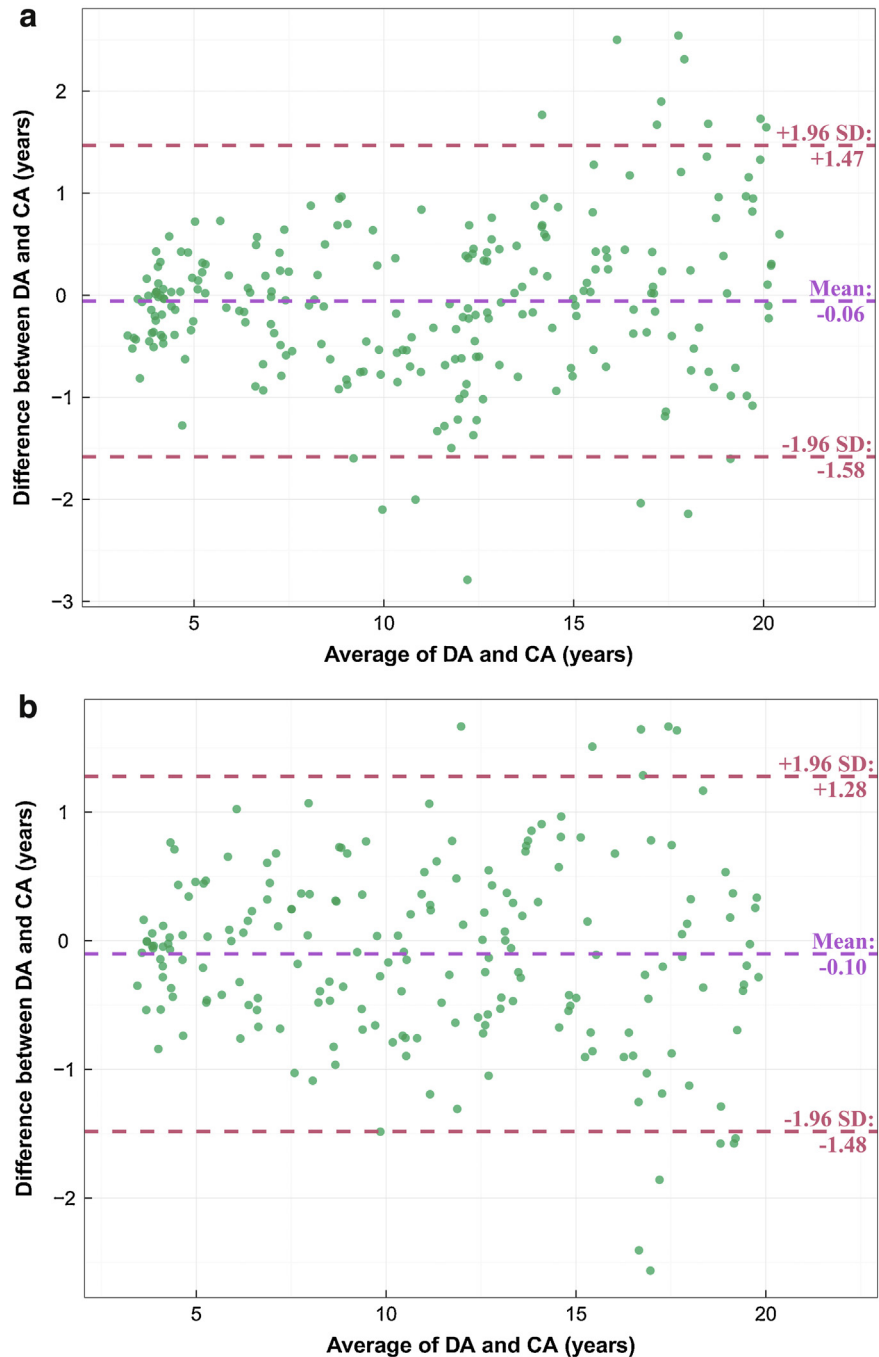 a
Difference between DA and CA (years)
2
1
0
−1
−2
−3
+1.96 SD:
+1.47
Mean:
-0.06
-1.96 SD:
-1.58
5
10
15
20
Average of DA and CA (years)
b
Difference between DA and CA (years)
1
0
−1
−2
+1.96 SD:
+1.28
Mean:
-0.10
-1.96 SD:
-1.48
5
10
15
20
Average of DA and CA (years)